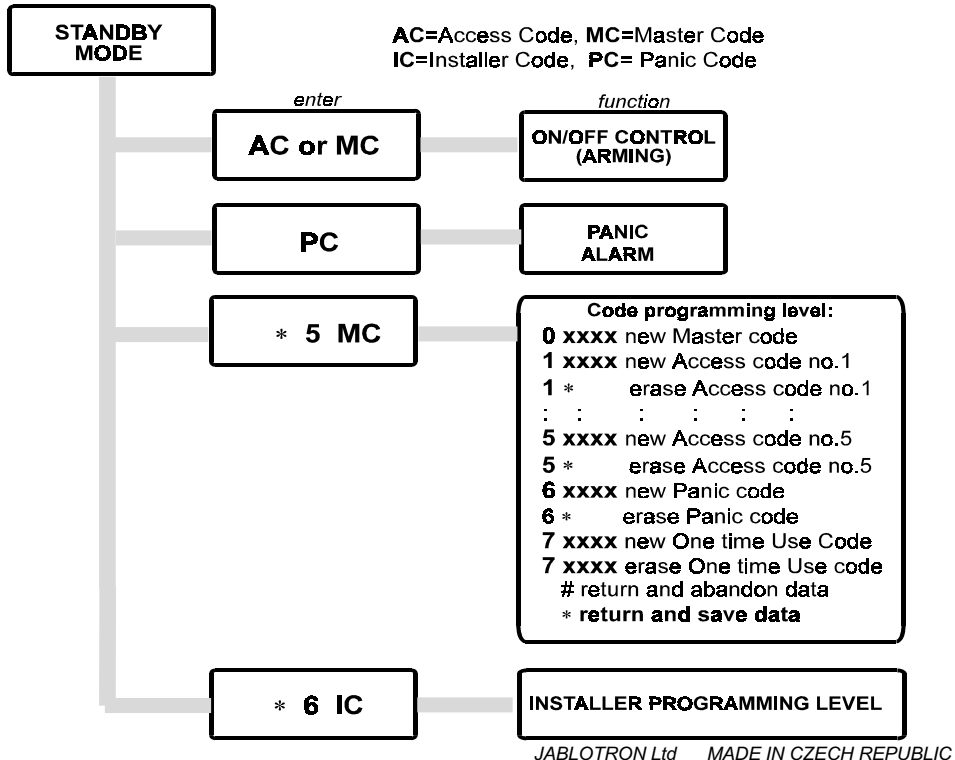 STANDBY
MODE
AC=Access Code, MC=Master Code
IC=Installer Code, PC= Panic Code
enter
function
AC or MC
ON/OFF CONTROL
(ARMING)
PC
PANIC
ALARM
* 5 MC
Code programming level:
0 xxxx new Master code
1 xxxx new Access code no.1
1 * erase Access code no.1
: : : : : :
5 xxxx new Access code no.5
5 * erase Access code no.5
6 xxxx new Panic code
6 * erase Panic code
7 xxxx new One time Use Code
7 xxxx erase One time Use code
# return and abandon data
* return and save data
* 6 IC
INSTALLER PROGRAMMING LEVEL
JABLOTRON Ltd MADE IN CZECH REPUBLIC